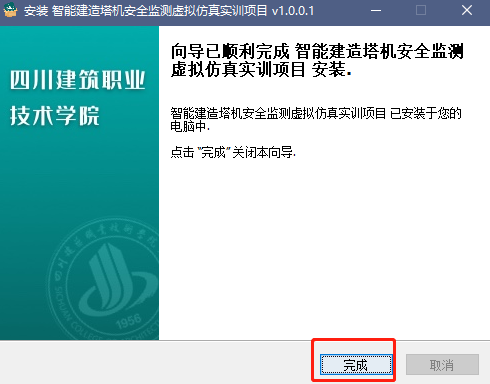 安装 智能建造塔机安全监测虚拟仿真实训项目 v1.0.0.1
四川建筑职业
技术学院
向导已顺利完成 智能建造塔机安全监测
虚拟仿真实训项目 安装.
智能建造塔机安全监测虚拟仿真实训项目 已安装于您的
电脑中.
点击 "完成" 关闭本向导.
1956
完成
取消